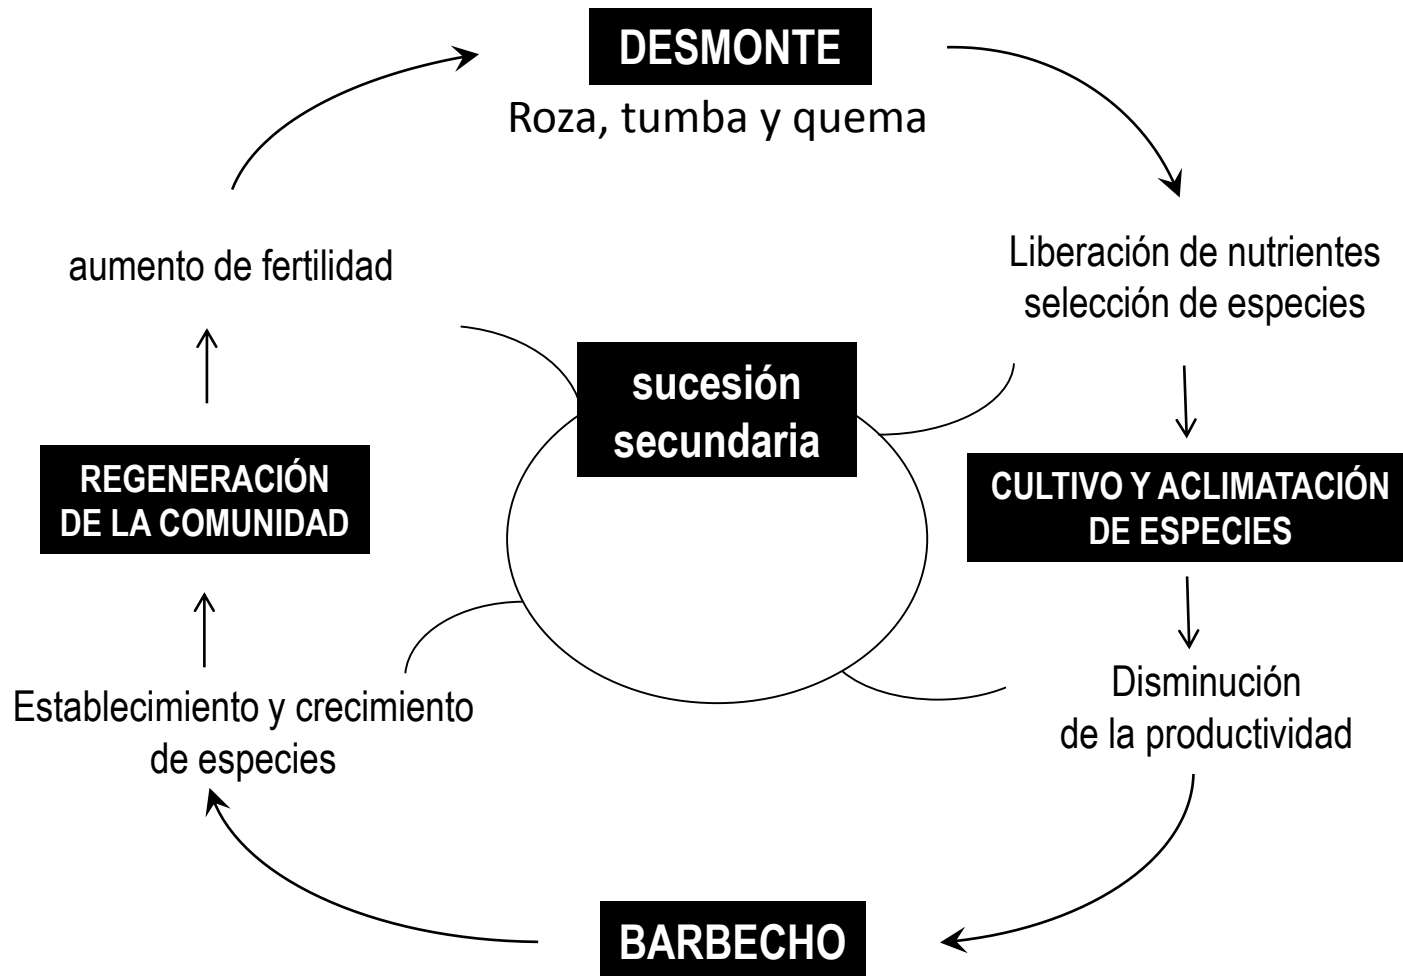 DESMONTE
Roza, tumba y quema
Liberación de nutrientes
selección de especies
aumento de fertilidad
sucesión
secundaria
REGENERACIÓN
DE LA COMUNIDAD
CULTIVO Y ACLIMATACIÓN
DE ESPECIES
Disminución
de la productividad
Establecimiento y crecimiento
de especies
BARBECHO